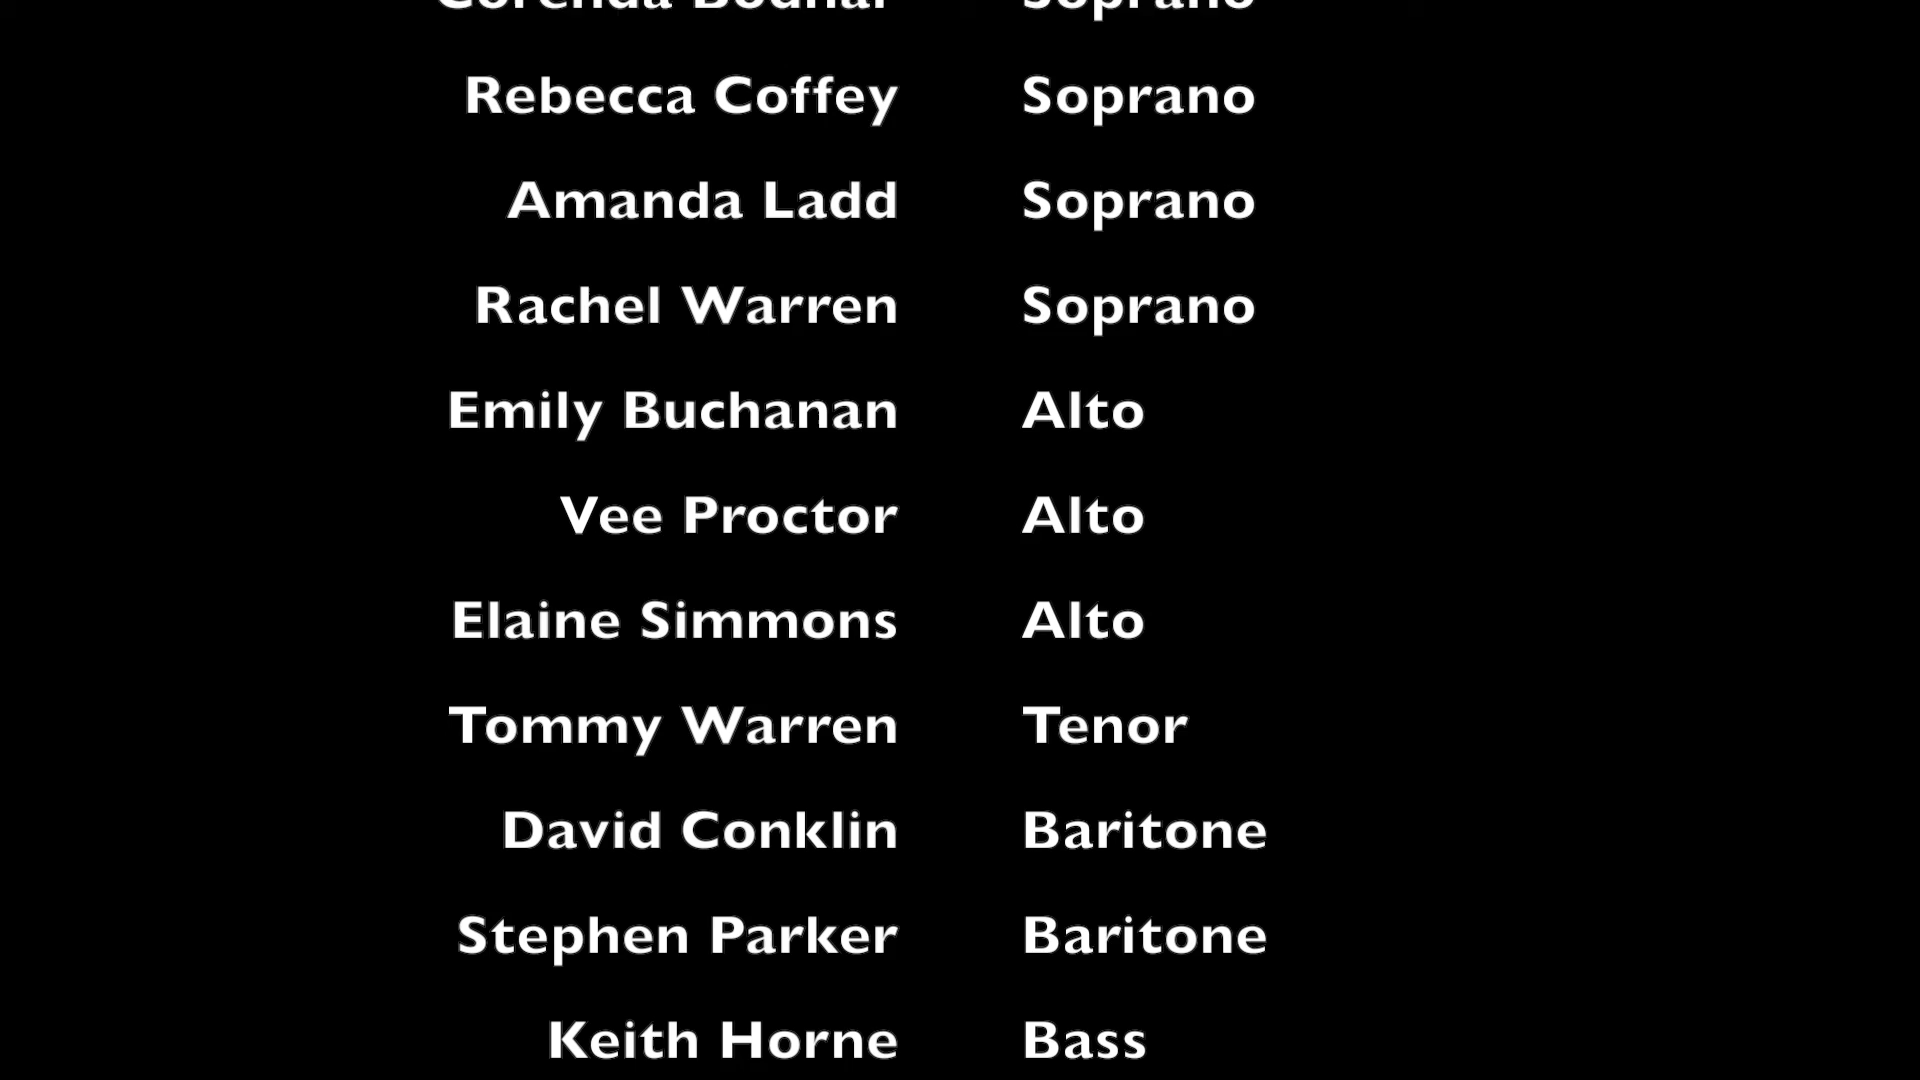 Soprano
Rebecca Coffey Soprano
Amanda Ladd Soprano
Rachel Warren Soprano
Emily Buchanan Alto
Vee Proctor Alto
Elaine Simmons Alto
Tommy Warren Tenor
David Conklin Baritone
Stephen Parker Baritone
Keith Horne Bass